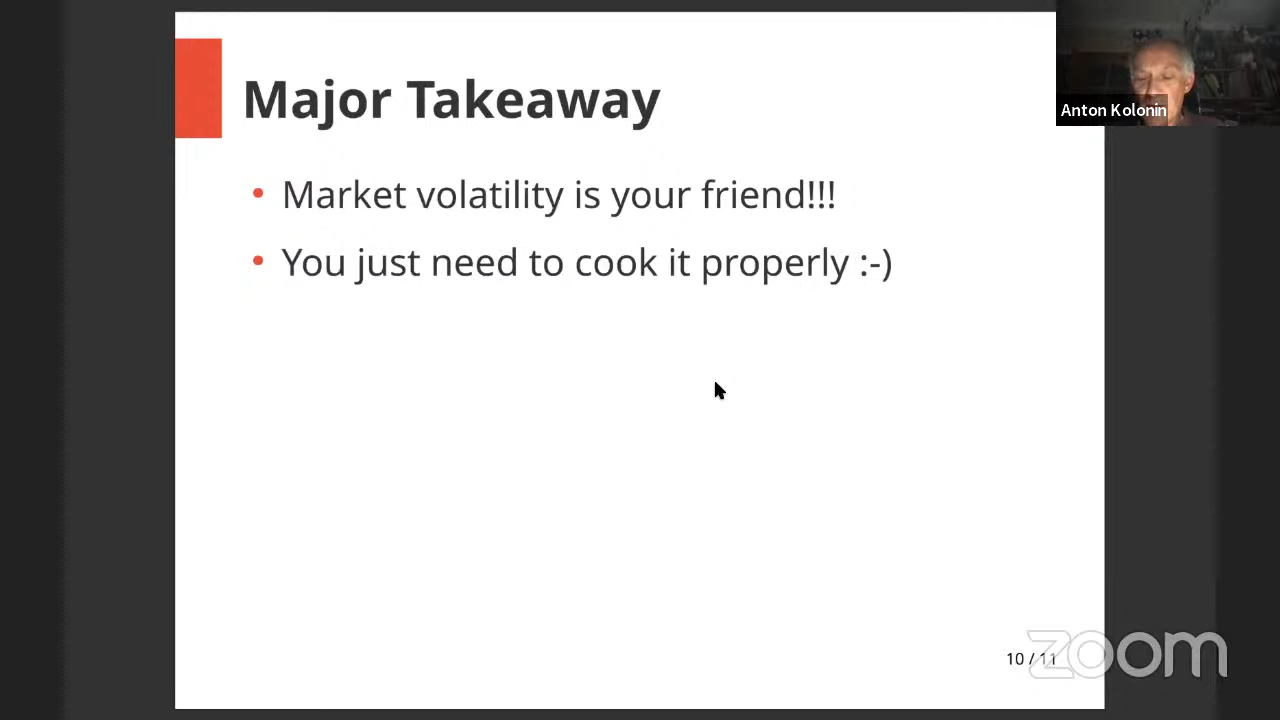 Major Takeaway
Anton Kolonin
• Market volatility is your friend!!!
• You just need to cook it properly :-)
10 / 11
zoom